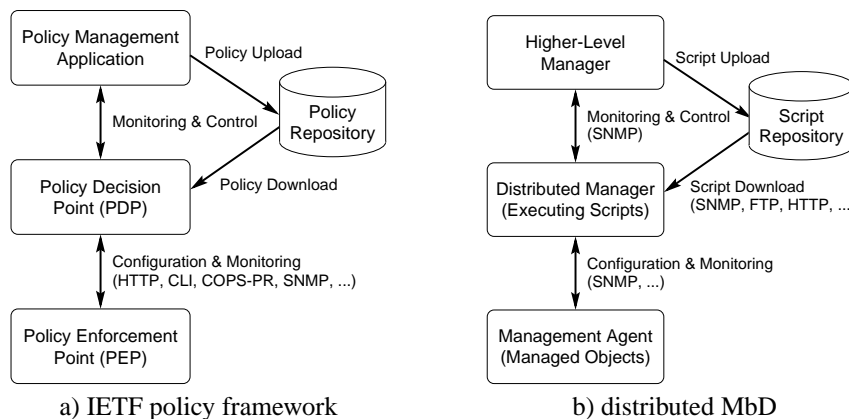 Policy Management
Application
Policy Upload
Policy
Repository
Monitoring & Control
Policy Decision
Point (PDP)
Policy Download
Configuration & Monitoring
(HTTP, CLI, COPS-PR, SNMP, ...)
Policy Enforcement
Point (PEP)
a) IETF policy framework
Higher-Level
Manager
Script Upload
Script
Repository
Monitoring & Control
(SNMP)
Distributed Manager
(Executing Scripts)
Script Download
(SNMP, FTP, HTTP, ...
Configuration & Monitoring
(SNMP, ...)
Management Agent
(Managed Objects)
b) distributed MbD